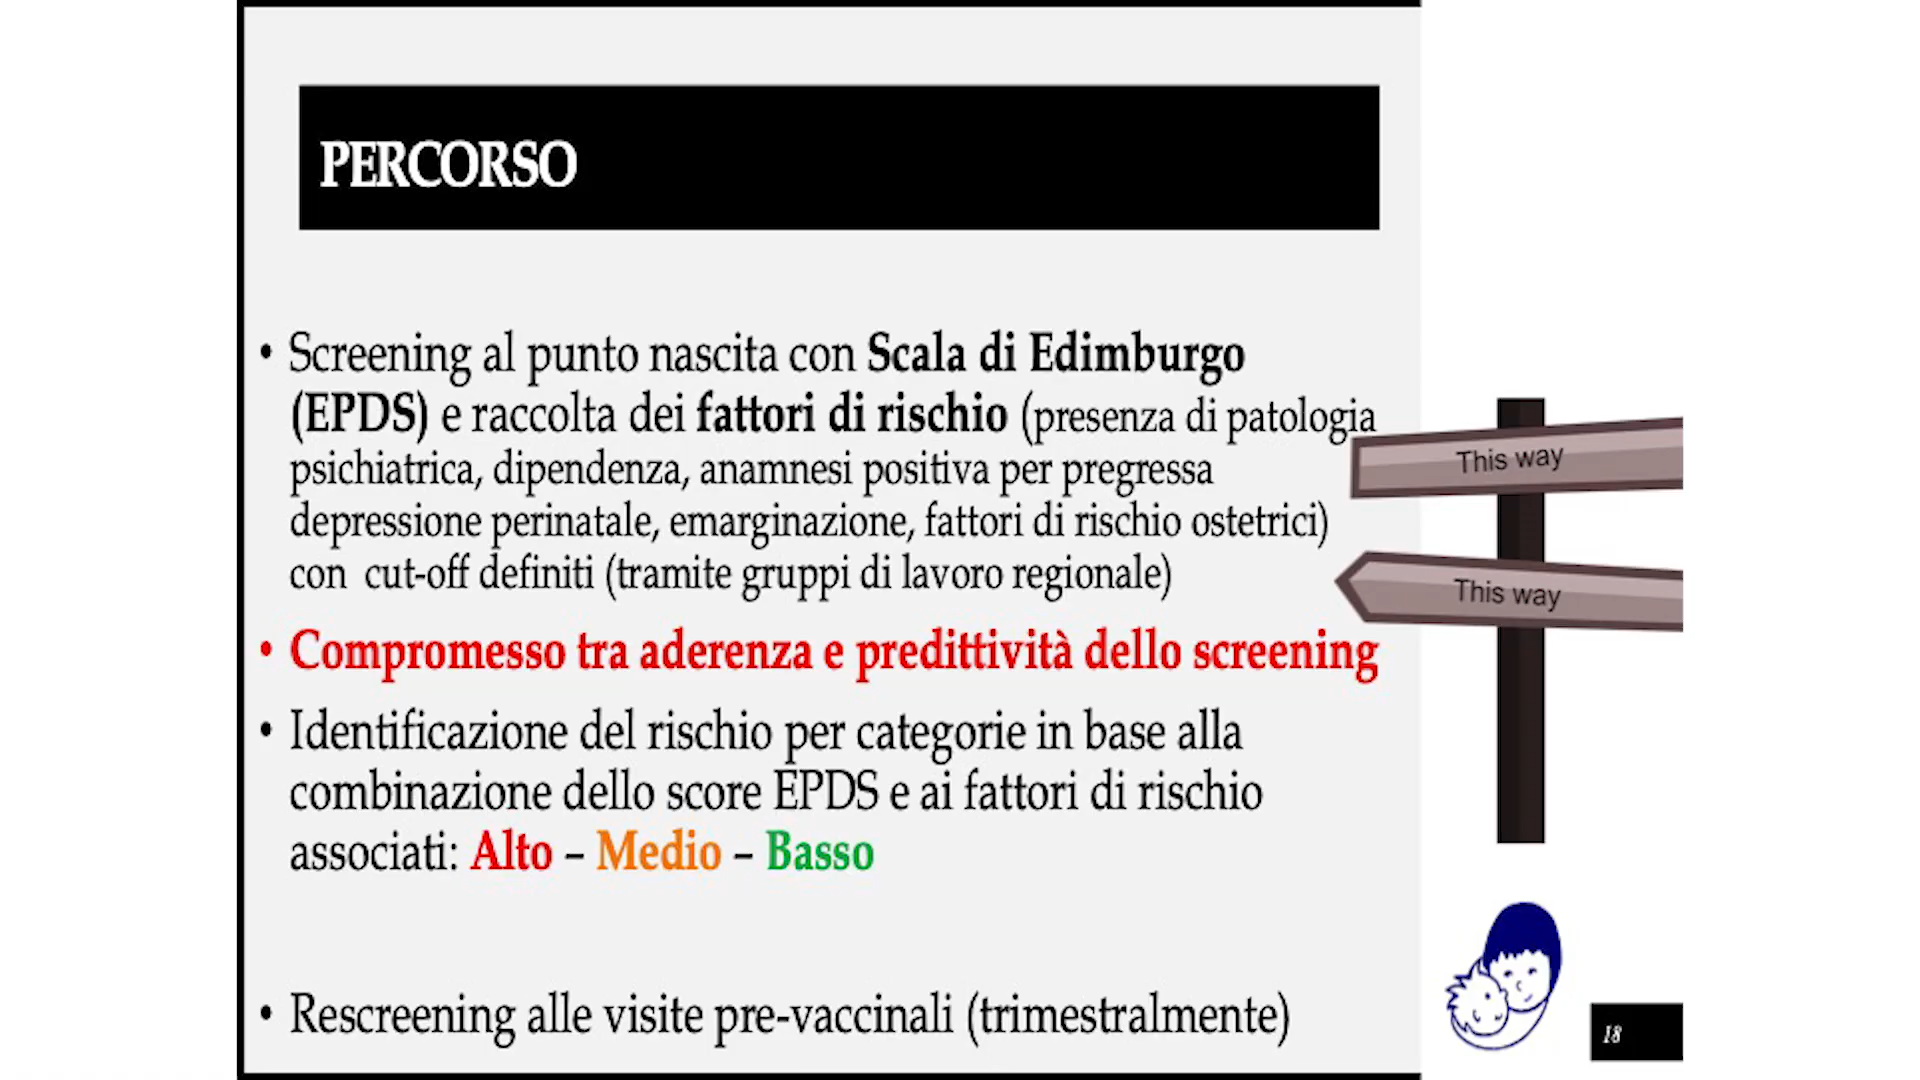 PERCORSO
• Screening al punto nascita con Scala di Edimburgo
(EPDS) e raccolta dei fattori di rischio (presenza di patologia
psichiatrica, dipendenza, anamnesi positiva per pregressa
depressione perinatale, emarginazione, fattori di rischio ostetrici)
con cut-off definiti (tramite gruppi di lavoro regionale)
• Compromesso tra aderenza e predittività dello screening
• Identificazione del rischio per categorie in base alla
combinazione dello score EPDS e ai fattori di rischio
associati: Alto – Medio – Basso
• Rescreening alle visite pre-vaccinali (trimestralmente)
This way
This way
18